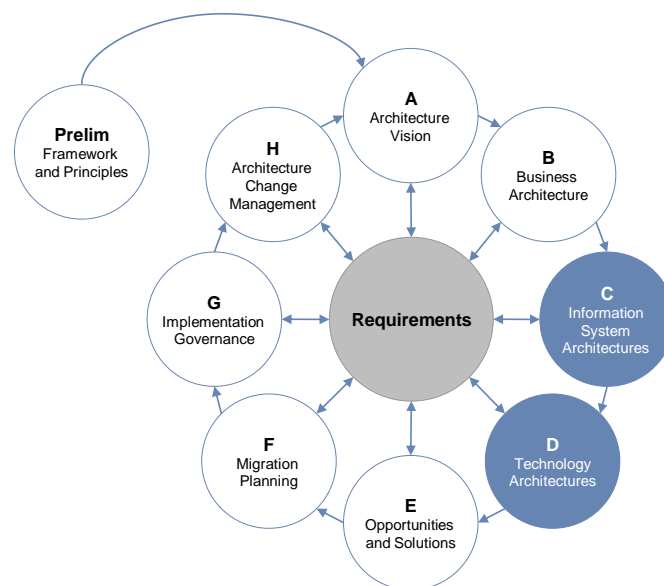 Prelim
Framework
and Principles
A
Architecture
Vision
B
Business
Architecture
C
Information
System
Architectures
D
Technology
Architectures
E
Opportunities
and Solutions
F
Migration
Planning
G
Implementation
Governance
H
Architecture
Change
Management
Requirements